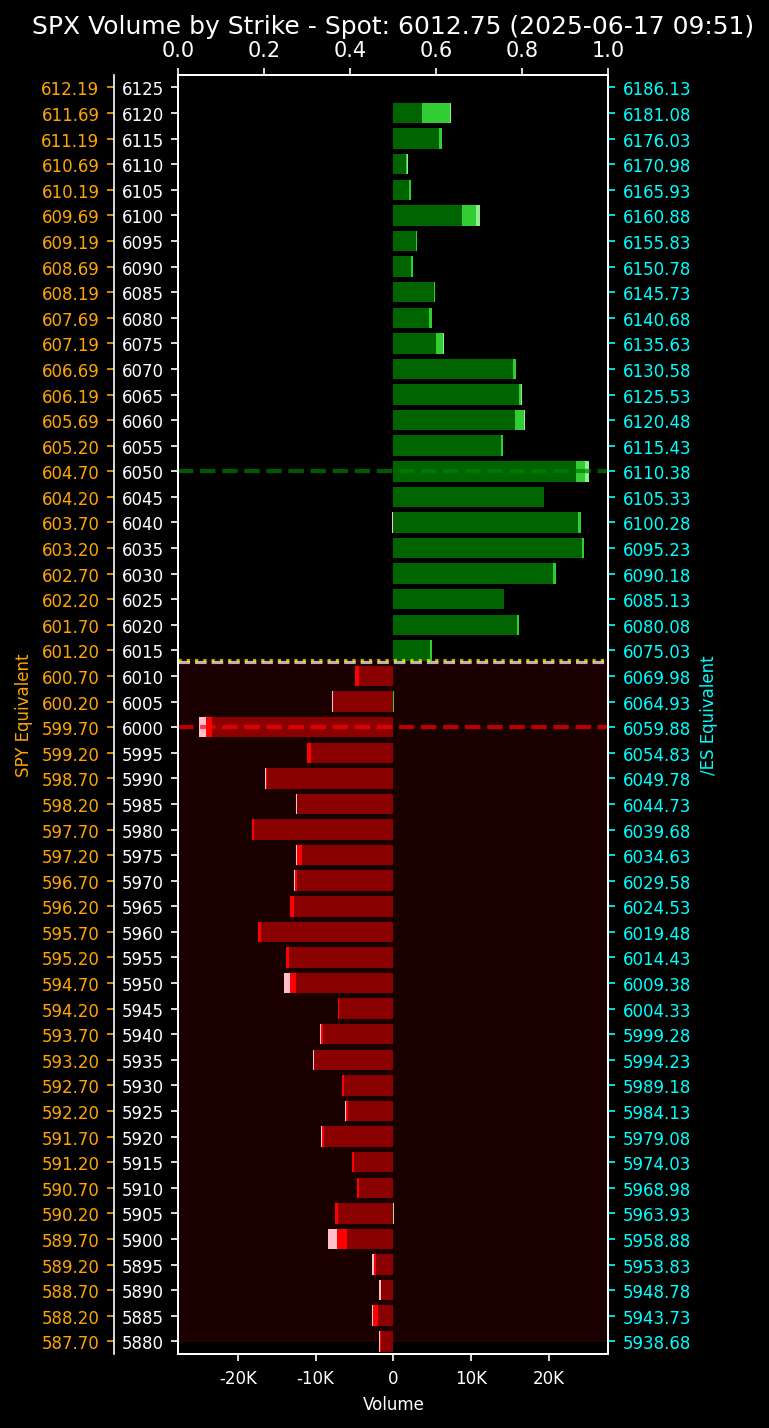 SPX Volume by Strike - Spot: 6012.75 (2025-06-17 09:51)
0.0 0.2 0.4 0.6 0.8 1.0
612.19 6125 6186.13
611.69 6120 6181.08
611.19 6115 6176.03
610.69 6110 6170.98
610.19 6105 6165.93
609.69 6100 6160.88
609.19 6095 6155.83
608.69 6090 6150.78
608.19 6085 6145.73
607.69 6080 6140.68
607.19 6075 6135.63
606.69 6070 6130.58
606.19 6065 6125.53
605.69 6060 6120.48
605.20 6055 6115.43
604.70 6050 6110.38
604.20 6045 6105.33
603.70 6040 6100.28
603.20 6035 6095.23
602.70 6030 6090.18
602.20 6025 6085.13
601.70 6020 6080.08
601.20 6015 6075.03
600.70 6010 6069.98
600.20 6005 6064.93
599.70 6000 6059.88
599.20 5995 6054.83
598.70 5990 6049.78
598.20 5985 6044.73
597.70 5980 6039.68
597.20 5975 6034.63
596.70 5970 6029.58
596.20 5965 6024.53
595.70 5960 6019.48
595.20 5955 6014.43
594.70 5950 6009.38
594.20 5945 6004.33
593.70 5940 5999.28
593.20 5935 5994.23
592.70 5930 5989.18
592.20 5925 5984.13
591.70 5920 5979.08
591.20 5915 5974.03
590.70 5910 5968.98
590.20 5905 5963.93
589.70 5900 5958.88
589.20 5895 5953.83
588.70 5890 5948.78
588.20 5885 5943.73
587.70 5880 5938.68
SPY Equivalent
/ES Equivalent
-20K -10K 0 10K 20K
Volume